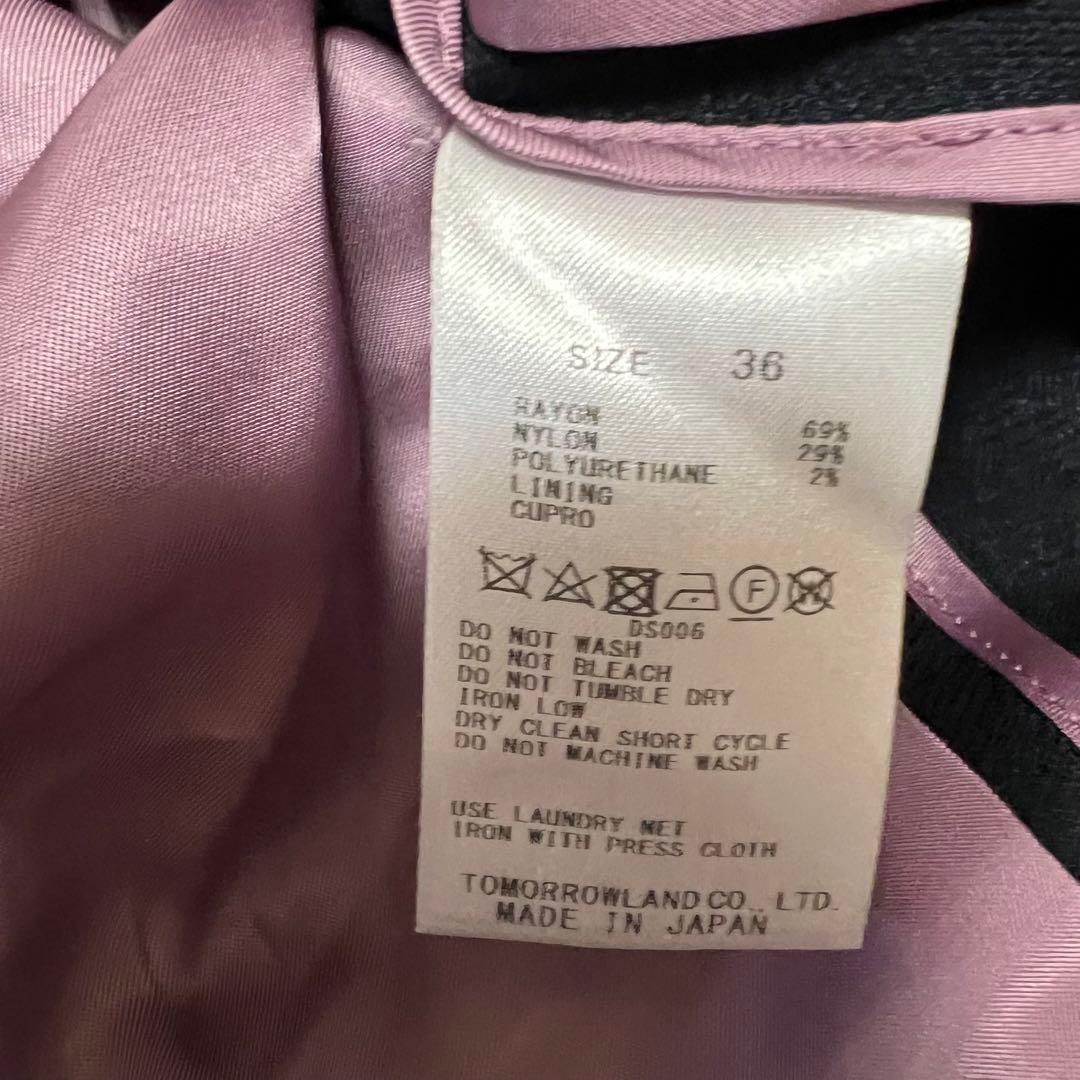 SIZE 36
RAYON 69%
NYLON 29%
POLYURETHANE 2%
LINING
CUPRO
F
DS006
DO NOT WASH
DO NOT BLEACH
DO NOT TUMBLE DRY
IRON LOW
DRY CLEAN SHORT CYCLE
DO NOT MACHINE WASH
USE LAUNDRY NET
IRON WITH PRESS CLOTH
TOMORROWLAND CO., LTD.
MADE IN JAPAN